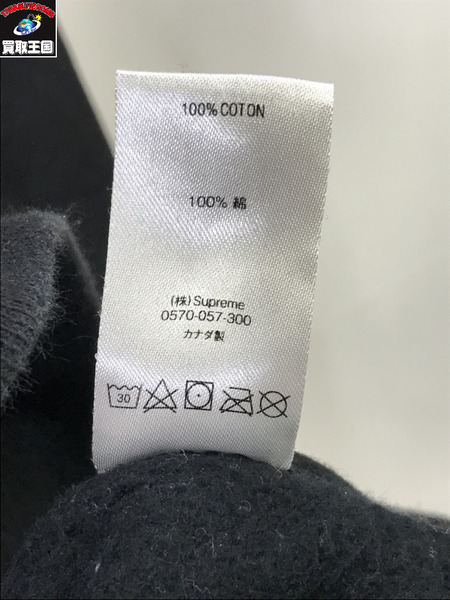 買取王国
100% COTON
100% 綿
(株) Supreme
0570-057-300
カナダ製
30